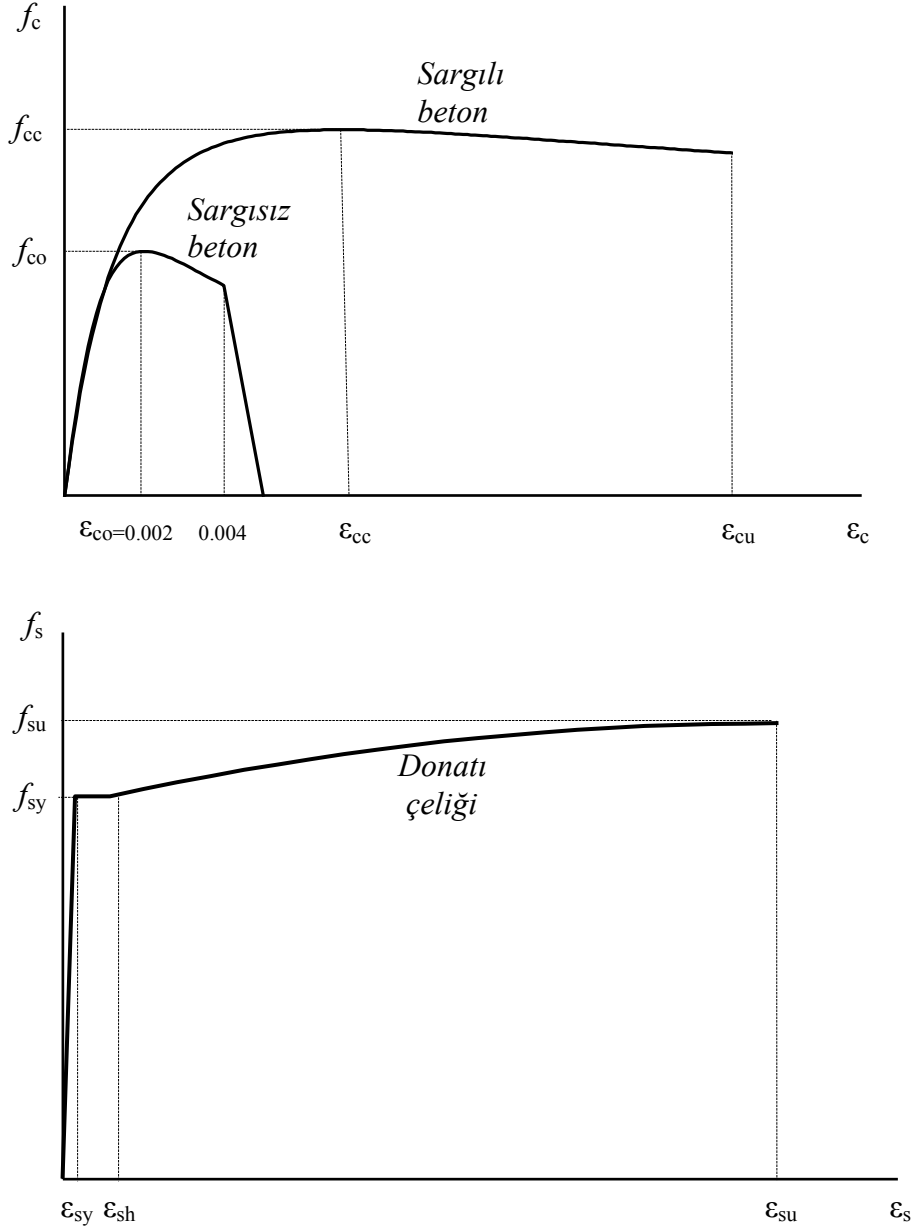 fc
Sargılı
beton
fcc
Sargısız
beton
fco
εco=0.002 0.004 εcc εcu εc
fs
fsu
Donatı
çeliği
fsy
εsy εsh εsu εs